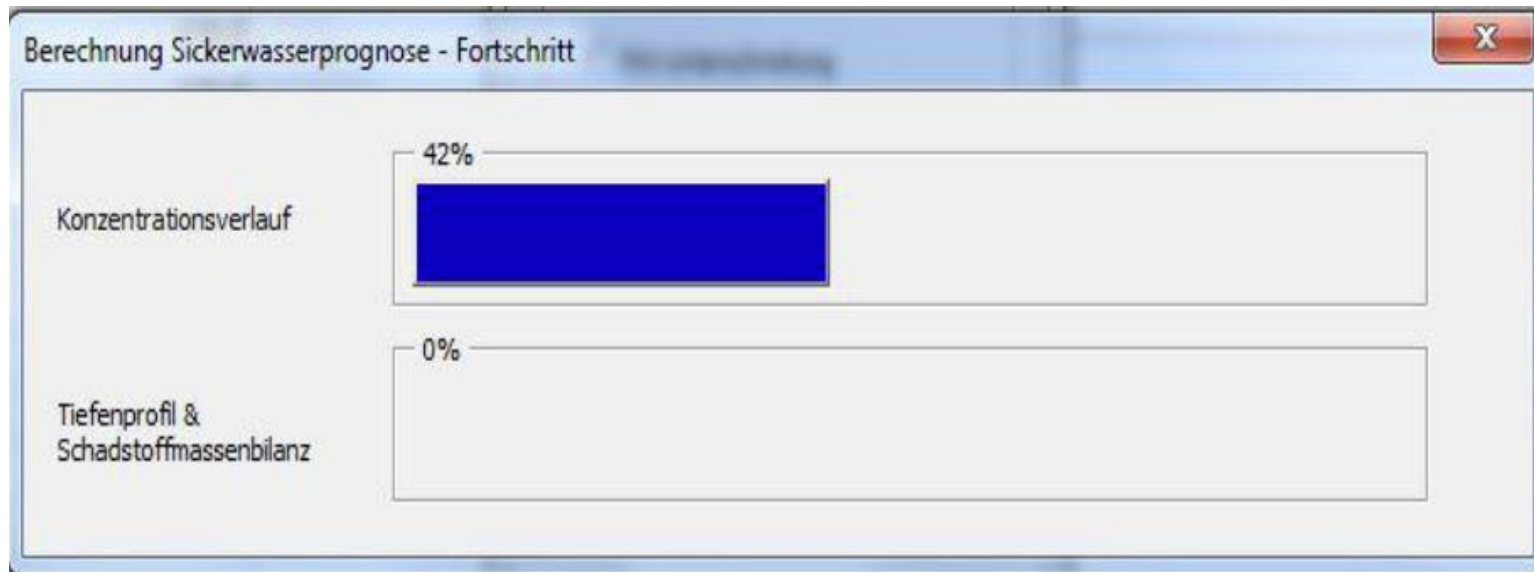 Berechnung Sickerwasserprognose - Fortschritt
42%
Konzentrationsverlauf
0%
Tiefenprofil &
Schadstoffmassenbilanz